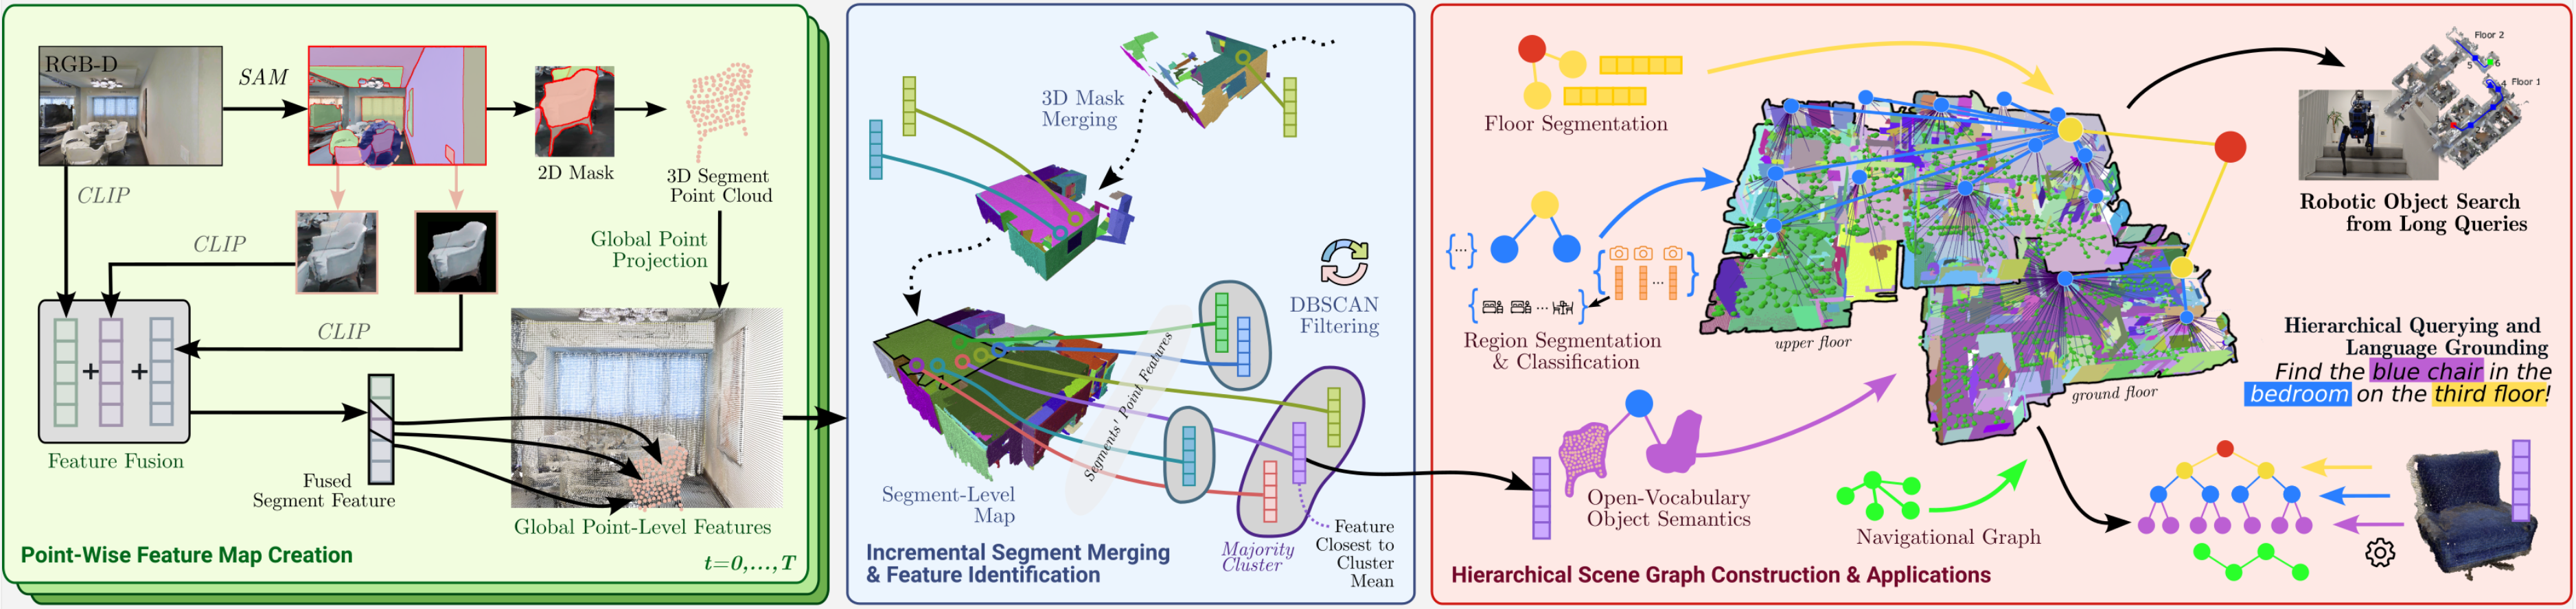 RGB-D
SAM
CLIP
CLIP
CLIP
2D Mask
3D Segment
Point Cloud
Global Point
Projection
Feature Fusion
Fused
Segment Feature
Global Point-Level Features
Point-Wise Feature Map Creation
t=0,...,T
3D Mask
Merging
DBSCAN
Filtering
Segments' Point Features
Segment-Level
Map
Majority
Cluster
Feature
Closest to
Cluster
Mean
Incremental Segment Merging
& Feature Identification
Floor Segmentation
{...}
{ ... }
{ ... }
Region Segmentation
& Classification
upper floor
ground floor
Open-Vocabulary
Object Semantics
Navigational Graph
Floor 2
5
6
Floor 1
4
Robotic Object Search
from Long Queries
Hierarchical Querying and
Language Grounding
Find the blue chair in the
bedroom on the third floor!
Hierarchical Scene Graph Construction & Applications